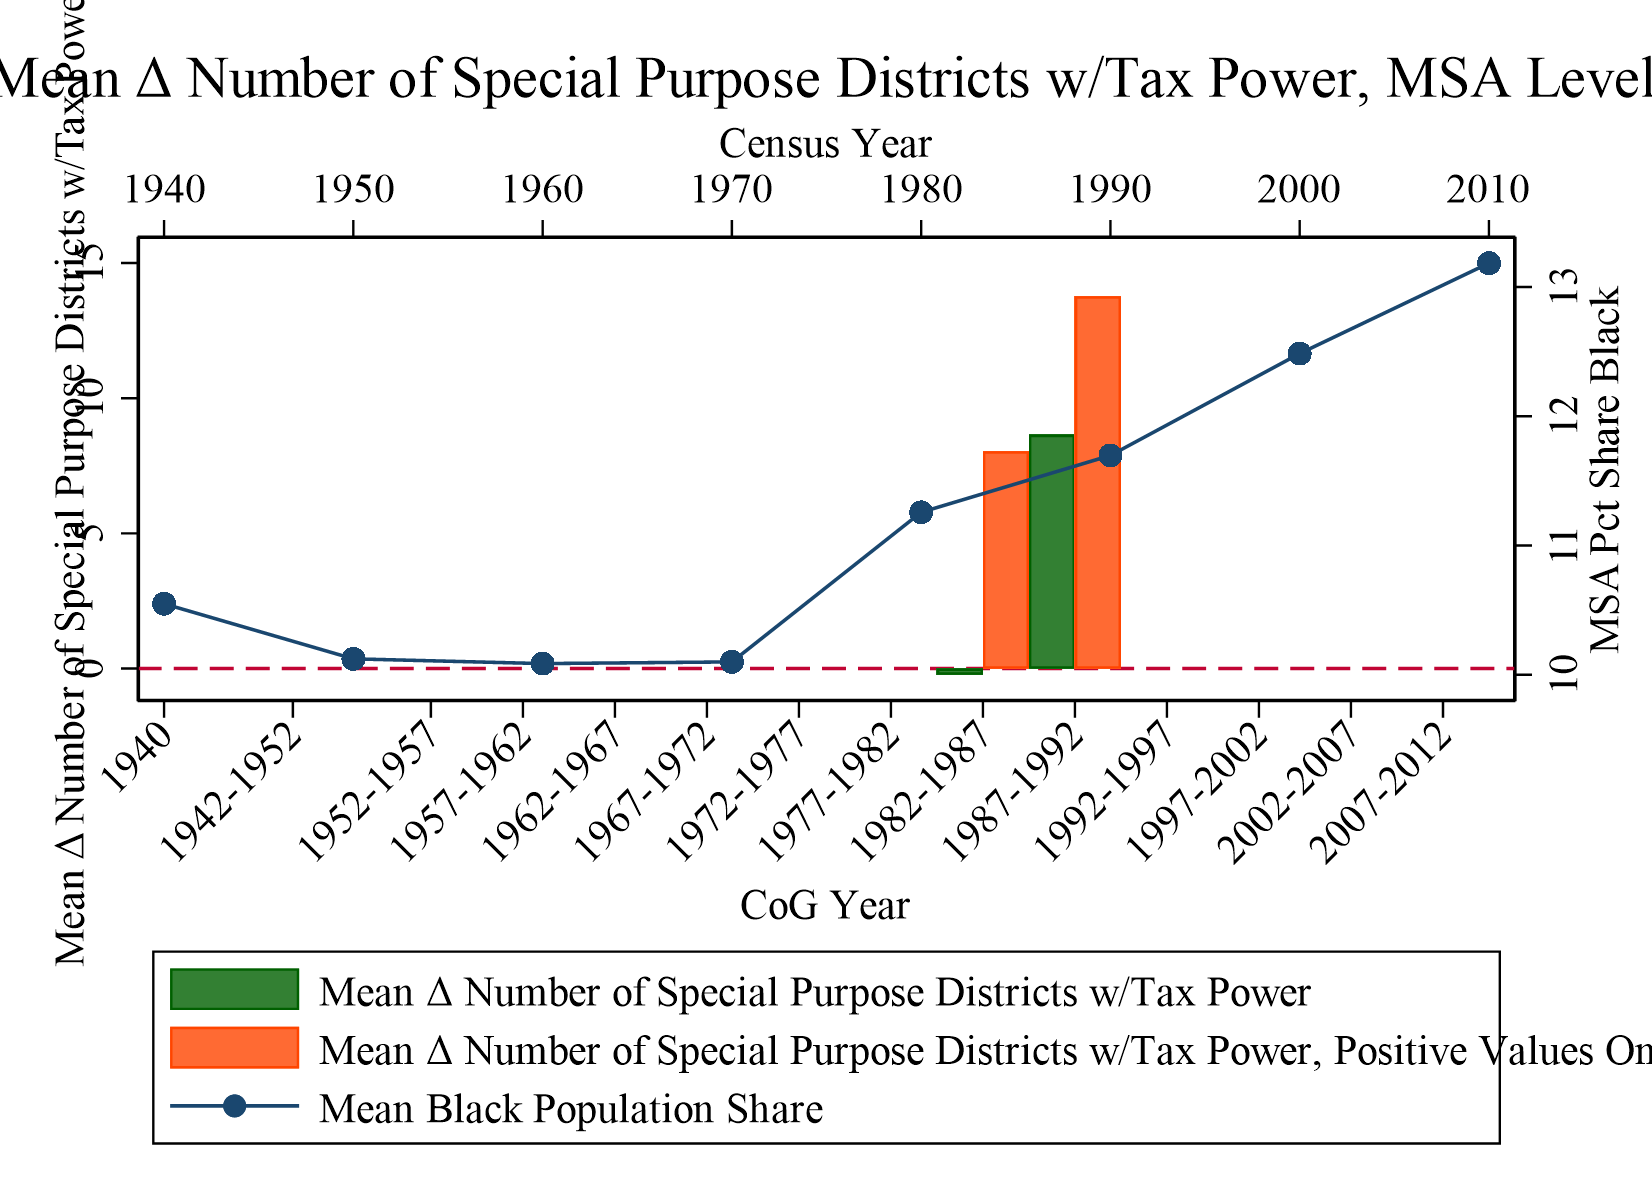 Mean Δ Number of Special Purpose Districts w/Tax Power, MSA Level
Census Year
1940 1950 1960 1970 1980 1990 2000 2010
Mean Δ Number of Special Purpose Districts w/Tax
0 5 10 15
10 11 12 13
MSA Pct Share Black
1940 1942-1952 1952-1957 1957-1962 1962-1967 1967-1972 1972-1977 1977-1982 1982-1987 1987-1992 1992-1997 1997-2002 2002-2007 2007-2012
CoG Year
Mean Δ Number of Special Purpose Districts w/Tax Power
Mean Δ Number of Special Purpose Districts w/Tax Power, Positive Values
Mean Black Population Share